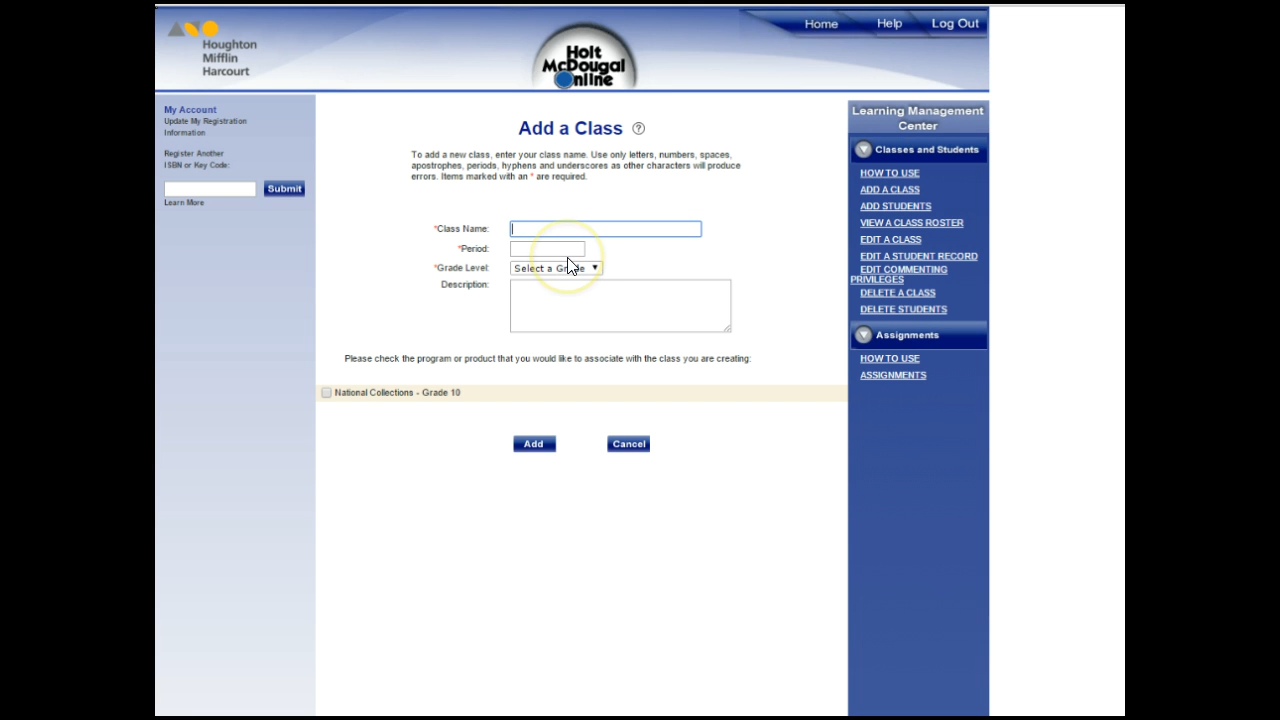 Houghton
Mifflin
Harcourt
Holt
McDougal
Online
Home Help Log Out
My Account
Update My Registration
Information
Register Another
ISBN or Key Code:
Submit
Learn More
Add a Class ?
To add a new class, enter your class name. Use only letters, numbers, spaces,
apostrophes, periods, hyphens and underscores as other characters will produce
errors. Items marked with an * are required.
*Class Name:
*Period:
*Grade Level: Select a Grade
Description:
Please check the program or product that you would like to associate with the class you are creating:
National Collections - Grade 10
Add Cancel
Learning Management
Center
Classes and Students
HOW TO USE
ADD A CLASS
ADD STUDENTS
VIEW A CLASS ROSTER
EDIT A CLASS
EDIT A STUDENT RECORD
EDIT COMMENTING
PRIVILEGES
DELETE A CLASS
DELETE STUDENTS
Assignments
HOW TO USE
ASSIGNMENTS